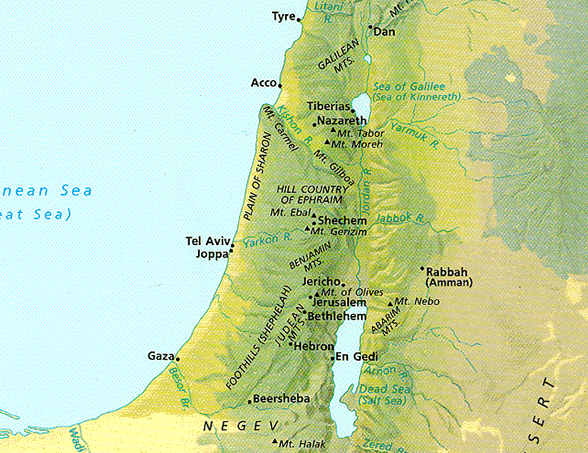 Litani
R.
Mt.
Tyre
Dan
GALILEAN
MTS.
Acco
Sea of Galilee
(Sea of Kinnereth)
Tiberias
Kishon R.
Nazareth
Mt. Carmel
Mt. Tabor
Yarmuk R.
Mt. Moreh
Mt. Gilboa
PLAIN OF SHARON
Jordan R.
nean Sea
eat Sea)
HILL COUNTRY
OF EPHRAIM
Mt. Ebal
Shechem
Jabbok R.
Mt. Gerizim
Tel Aviv
Yarkon R.
Joppa
BENJAMIN
MTS.
Rabbah
(Amman)
Jericho
Mt. of Olives
Jerusalem
Mt. Nebo
Bethlehem
ABARIM
MTS.
FOOTHILLS (SHEPHELAH)
JUDEAN
MTS.
Hebron
Gaza
En Gedi
Besor Br.
Arnon R.
Dead Sea
(Salt Sea)
Beersheba
ESERT
NEGEV
Wadi
Mt. Halak
Zered Br.